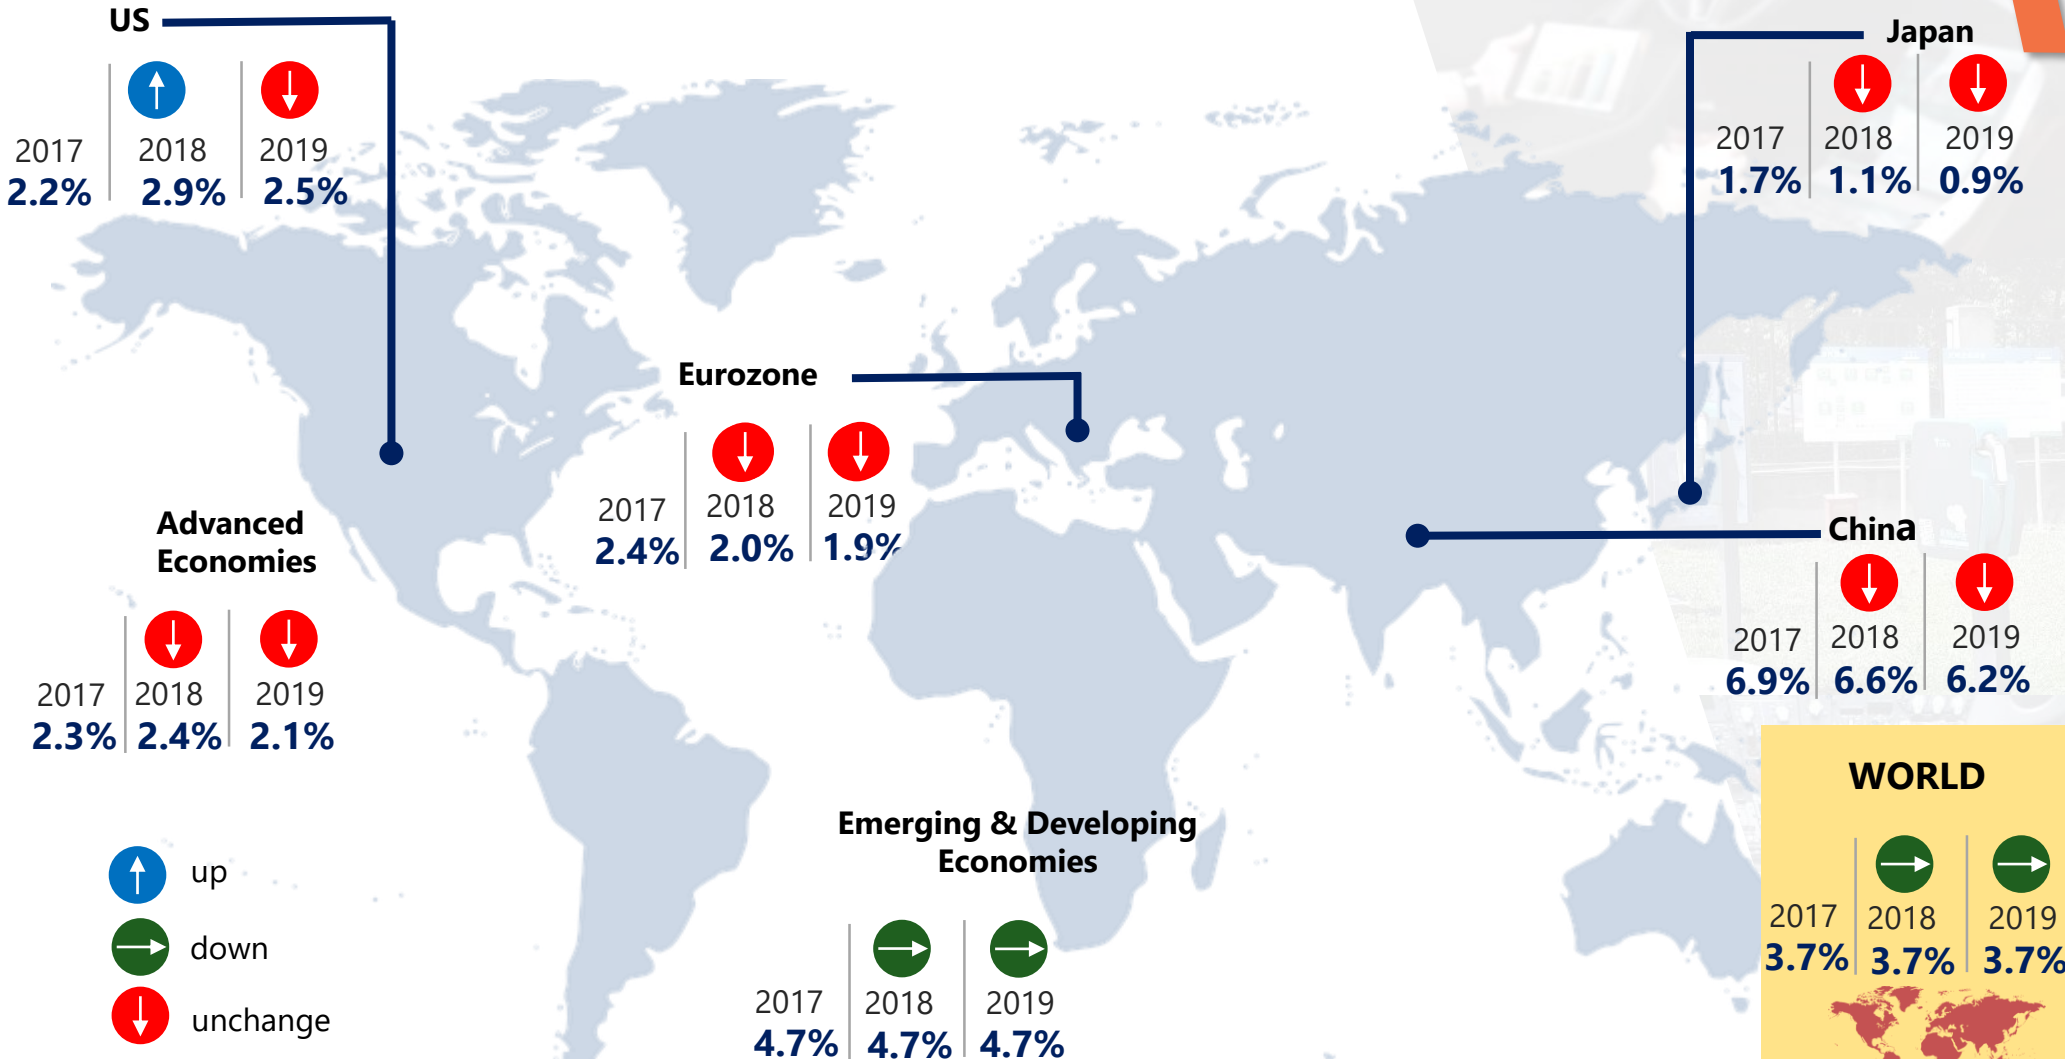 US
2017 2018 2019
2.2% 2.9% 2.5%
Japan
2017 2018 2019
1.7% 1.1% 0.9%
Eurozone
2017 2018 2019
2.4% 2.0% 1.9%
China
2017 2018 2019
6.9% 6.6% 6.2%
Advanced
Economies
2017 2018 2019
2.3% 2.4% 2.1%
Emerging & Developing
Economies
2017 2018 2019
4.7% 4.7% 4.7%
WORLD
2017 2018 2019
3.7% 3.7% 3.7%
up
down
unchange